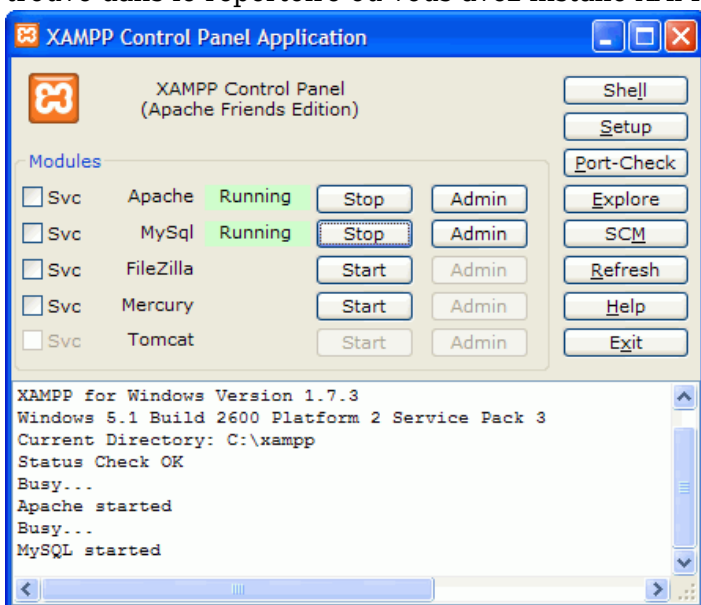 XAMPP Control Panel Application
XAMPP Control Panel
(Apache Friends Edition)
Shell
Setup
Port-Check
Modules
Svc Apache Running Stop Admin Explore
Svc MySql Running Stop Admin SCM
Svc FileZilla Start Admin Refresh
Svc Mercury Start Admin Help
Svc Tomcat Start Admin Exit
XAMPP for Windows Version 1.7.3
Windows 5.1 Build 2600 Platform 2 Service Pack 3
Current Directory: C:\xampp
Status Check OK
Busy...
Apache started
Busy...
MySQL started